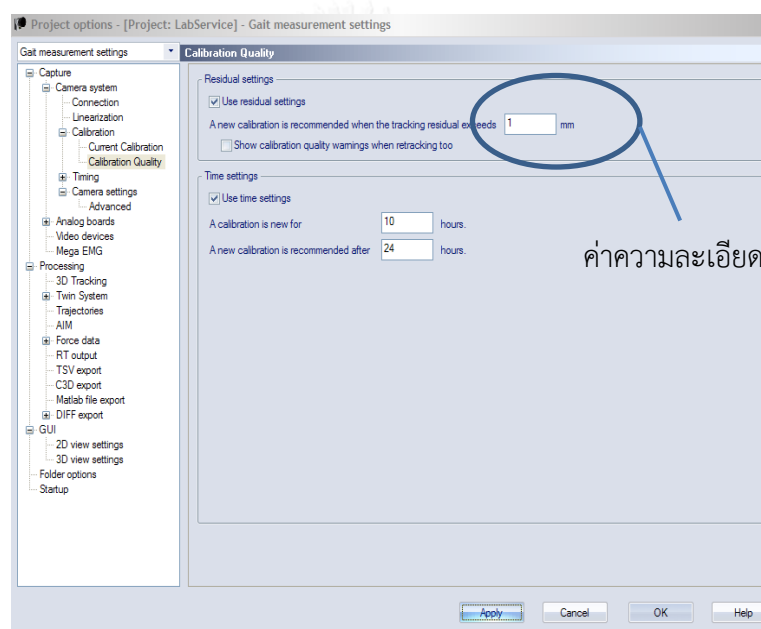 Project options - [Project: LabService] - Gait measurement settings
Gait measurement settings
Calibration Quality
Capture
Camera system
Connection
Linearization
Calibration
Current Calibration
Calibration Quality
Timing
Camera settings
Advanced
Analog boards
Video devices
Mega EMG
Processing
3D Tracking
Twin System
Trajectories
AIM
Force data
RT output
TSV export
C3D export
Matlab file export
DIFF export
GUI
2D view settings
3D view settings
Folder options
Startup
Residual settings
Use residual settings
A new calibration is recommended when the tracking residual exceeds 1 mm
Show calibration quality warnings when retracking too
Time settings
Use time settings
A calibration is new for 10 hours.
A new calibration is recommended after 24 hours.
ค่าความละเอียด
Apply Cancel OK Help